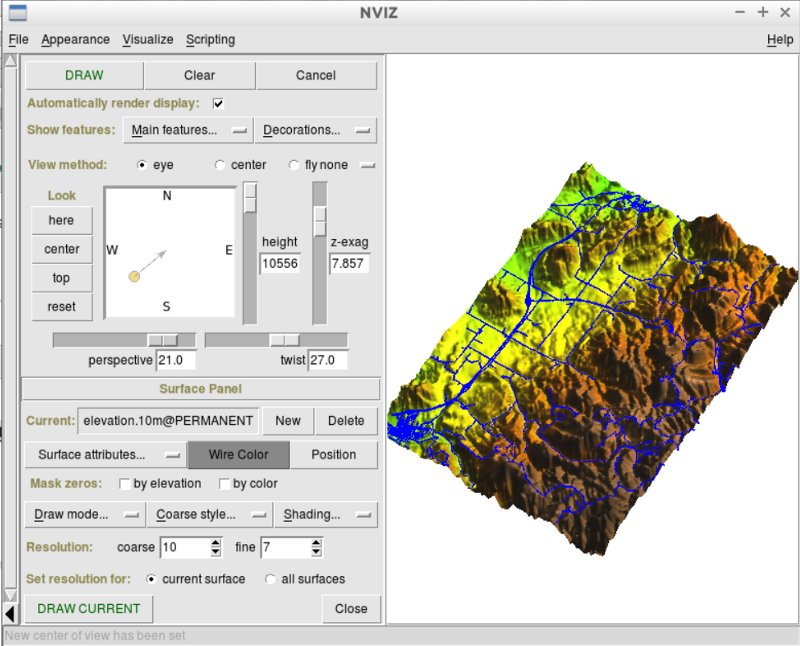 NVIZ
File Appearance Visualize Scripting Help
DRAW Clear Cancel
Automatically render display:
Show features: Main features... Decorations...
View method: eye center fly none
Look
N
here
W E
height z-exag
center
10556 7.857
top
reset
S
perspective 21.0 twist 27.0
Surface Panel
Current: elevation.10m@PERMANENT New Delete
Surface attributes... Wire Color Position
Mask zeros: by elevation by color
Draw mode... Coarse style... Shading...
Resolution: coarse 10 fine 7
Set resolution for: current surface all surfaces
DRAW CURRENT Close
New center of view has been set